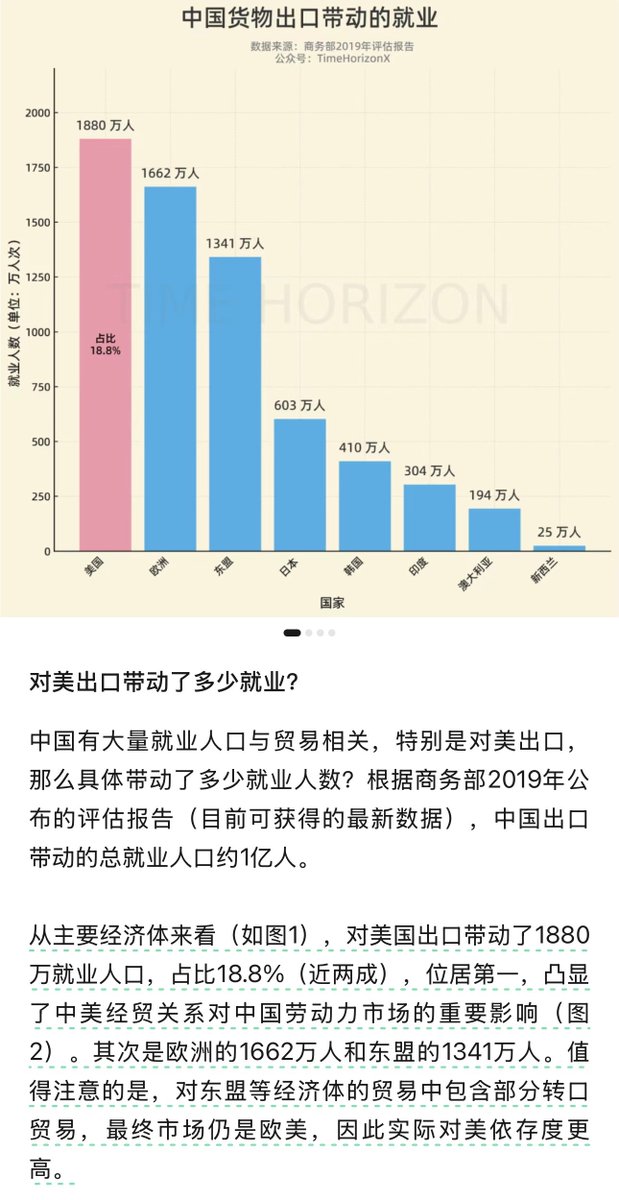 中国货物出口带动的就业
数据来源：商务部2019年评估报告
公众号：TimeHorizonX
就业人数（单位：万人次）
2000
1750
1500
1250
1000
750
500
250
0
1880 万人
1662 万人
1341 万人
603 万人
410 万人
304 万人
194 万人
25 万人
占比
18.8%
TIME HORIZON
美国
欧洲
东盟
日本
韩国
印度
澳大利亚
新西兰
国家
对美出口带动了多少就业？
中国有大量就业人口与贸易相关，特别是对美出口，
那么具体带动了多少就业人数？根据商务部2019年公
布的评估报告（目前可获得的最新数据），中国出口
带动的总就业人口约1亿人。
从主要经济体来看（如图1），对美国出口带动了1880
万就业人口，占比18.8%（近两成），位居第一，凸显
了中美经贸关系对中国劳动力市场的重要影响（图
2）。其次是欧洲的1662万人和东盟的1341万人。值
得注意的是，对东盟等经济体的贸易中包含部分转口
贸易，最终市场仍是欧美，因此实际对美依存度更
高。